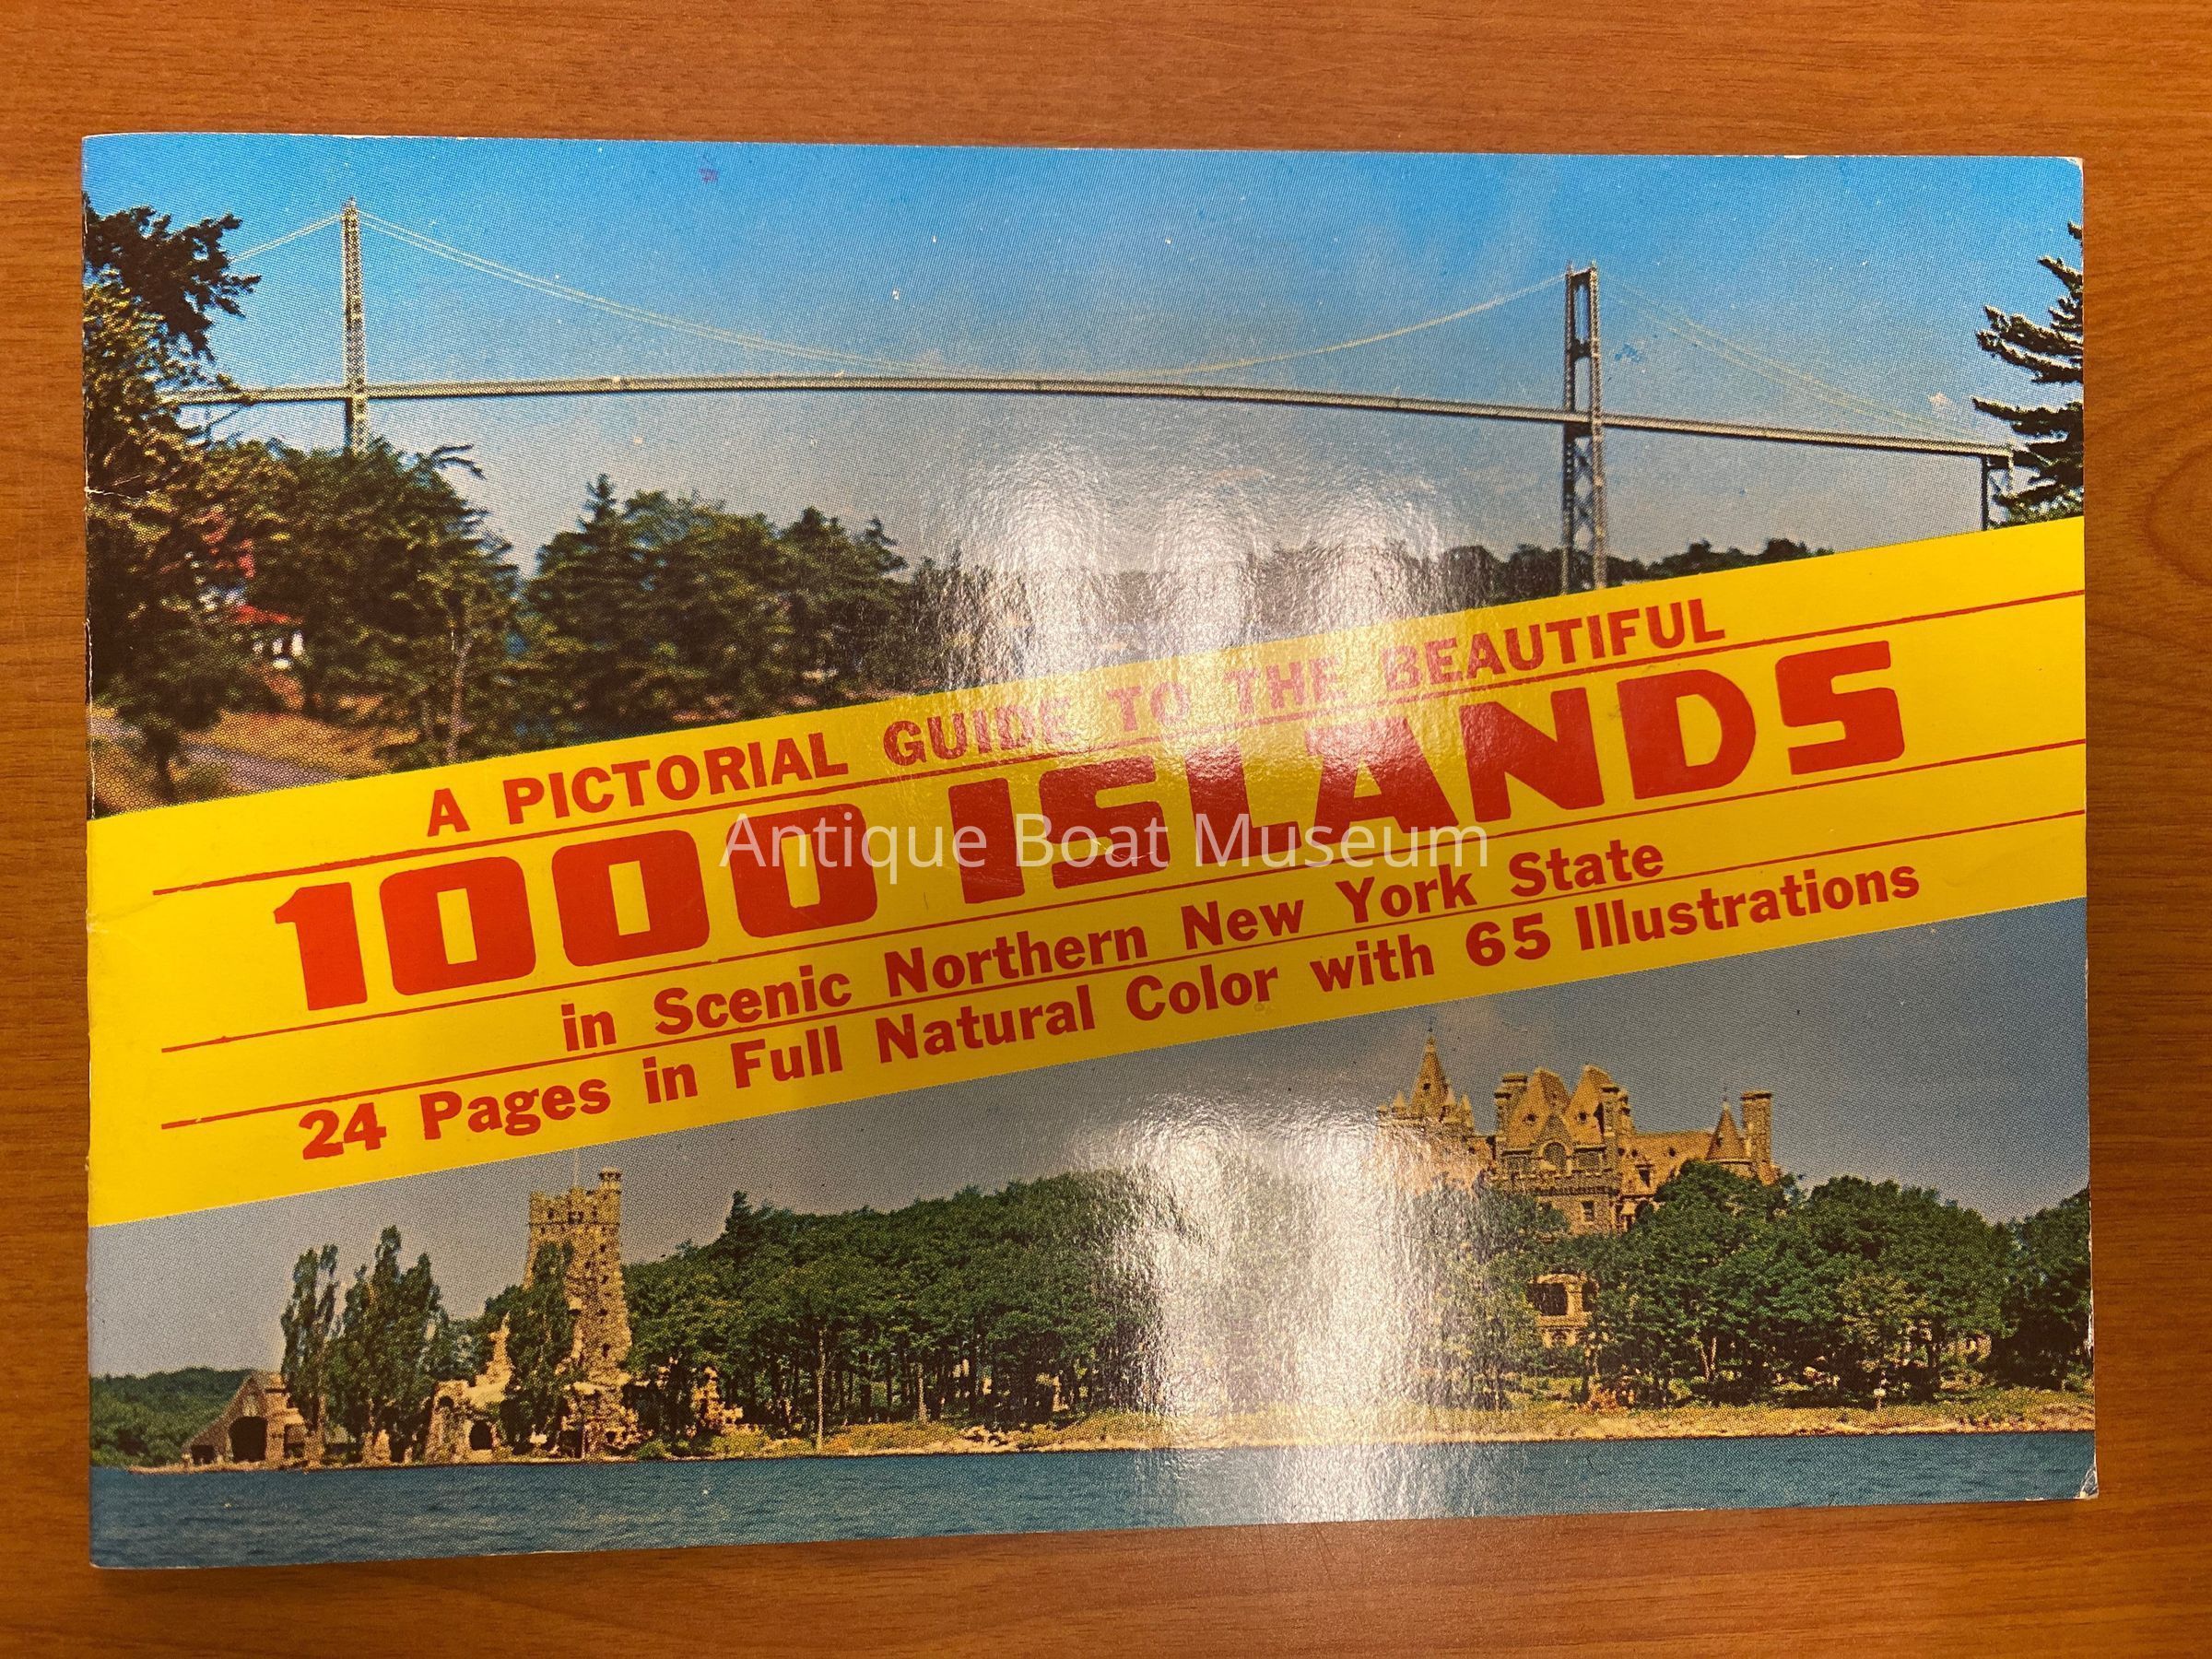 A PICTORIAL GUIDE TO THE BEAUTIFUL
1000 ISLANDS
Antique Boat Museum
in Scenic Northern New York State
24 Pages in Full Natural Color with 65 Illustrations